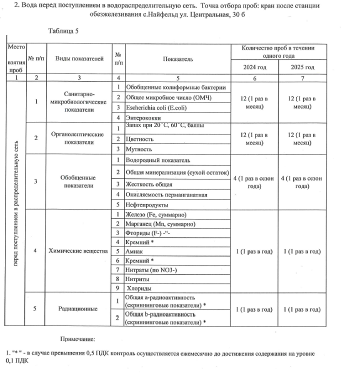 2. Вода перед поступлением в водораспределительную сеть. Точка отбора проб: кран после станции
обезжелезивания с.Найфельд ул. Центральная, 30 б
Таблица 5
Место взятия проб
№ п/п
Виды показателей
№ п/п
Показатель
Количество проб в течении одного года
2024 год
2025 год
1 2 3 4 5 6 7
перед поступлением в распределительную сеть
1
Санитарно-микробиологические показатели
1 Обобщенные колиформные бактерии
2 Общее микробное число (ОМЧ)
3 Escherichia coli (E.coli)
4 Энтерококки
12 (1 раз в месяц)
12 (1 раз в месяц)
2
Органолептические показатели
1 Запах при 20˚С, 60˚С, баллы
2 Цветность
3 Мутность
12 (1 раз в месяц)
12 (1 раз в месяц)
3
Обобщенные показатели
1 Водородный показатель
2 Общая минерализация (сухой остаток)
3 Жесткость общая
4 Окисляемость перманганатная
5 Нефтепродукты
4 (1 раз в сезон года)
4 (1 раз в сезон года)
4
Химические вещества
1 Железо (Fe, суммарно)
2 Марганец (Mn, суммарно)
3 Фториды (F-)
4 Кремний *
5 Амиак
6 Кремний *
7 Нитраты (по NO3-)
8 Нитриты
9 Хлориды
1 (1 раз в год)
1 (1 раз в год)
5
Радиационные
1 Общая a-радиоактивность (скрининговые показатели) *
2 Общая b-радиоактивность (скрининговые показатели) *
1 (1 раз в год)
1 (1 раз в год)
Примечание:
1. "*" - в случае превышения 0,5 ПДК контроль осуществляется ежемесячно до достижения содержания на уровне
0,1 ПДК